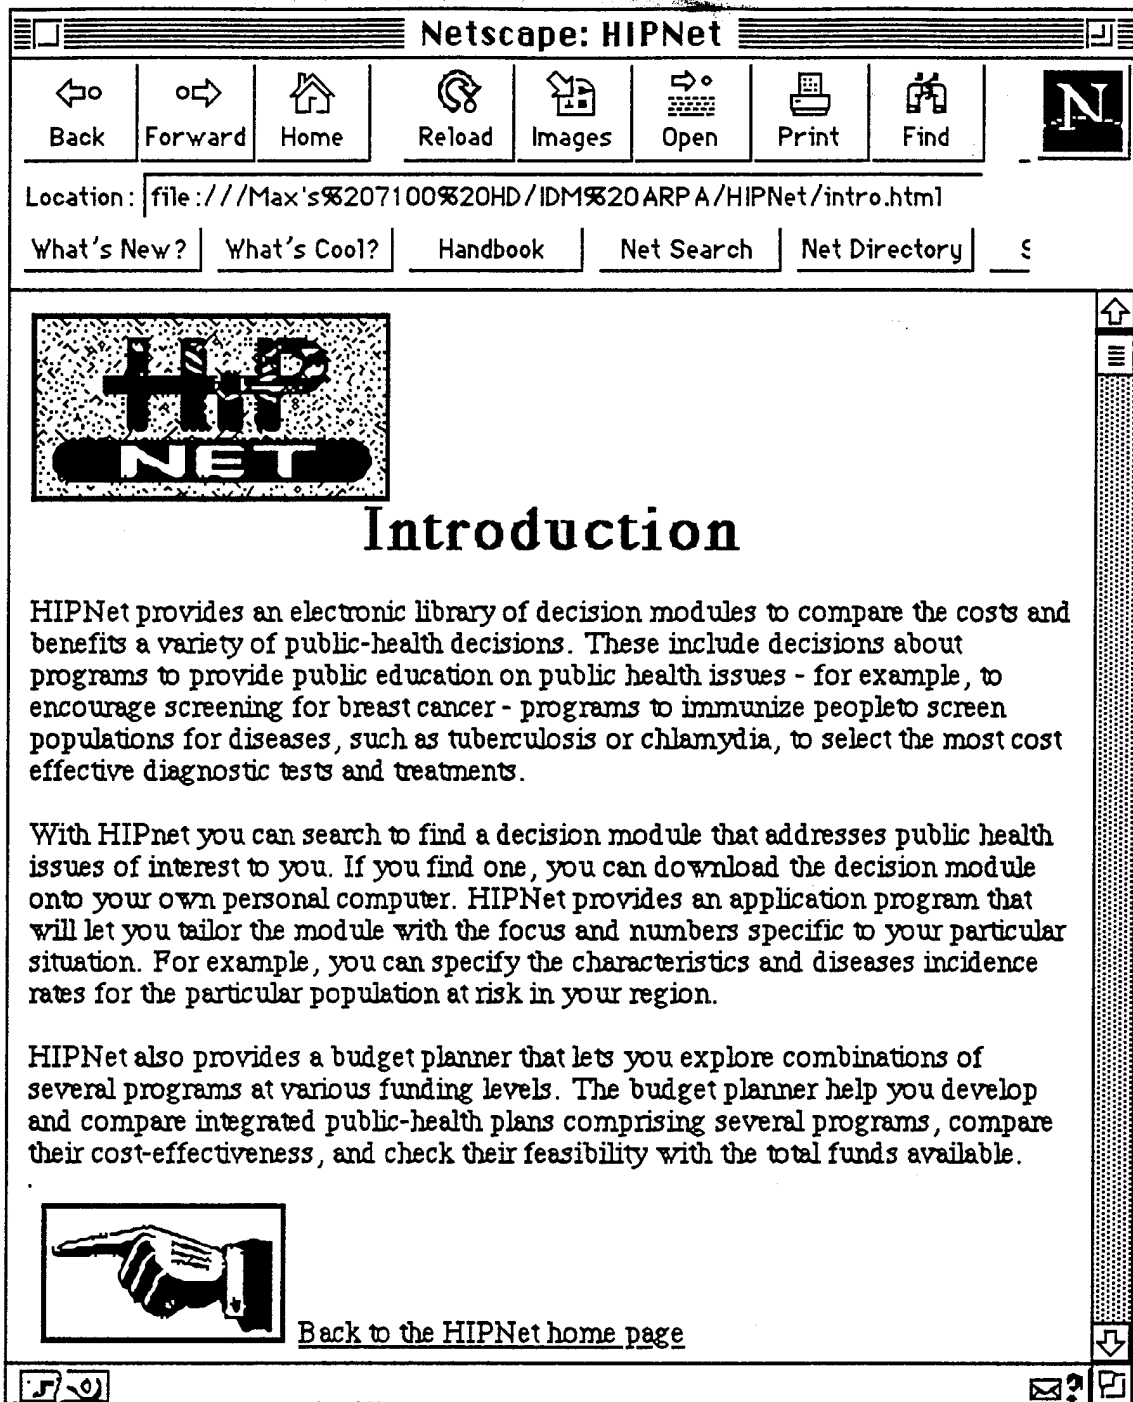 Netscape: HIPNet
Back Forward Home Reload Images Open Print Find N
Location: file:///Max's%207100%20HD/IDM%20ARPA/HIPNet/intro.html
What's New? What's Cool? Handbook Net Search Net Directory S
HIP
NET
Introduction
HIPNet provides an electronic library of decision modules to compare the costs and
benefits a variety of public-health decisions. These include decisions about
programs to provide public education on public health issues - for example, to
encourage screening for breast cancer - programs to immunize peopleto screen
populations for diseases, such as tuberculosis or chlamydia, to select the most cost
effective diagnostic tests and treatments.
With HIPnet you can search to find a decision module that addresses public health
issues of interest to you. If you find one, you can download the decision module
onto your own personal computer. HIPNet provides an application program that
will let you tailor the module with the focus and numbers specific to your particular
situation. For example, you can specify the characteristics and diseases incidence
rates for the particular population at risk in your region.
HIPNet also provides a budget planner that lets you explore combinations of
several programs at various funding levels. The budget planner help you develop
and compare integrated public-health plans comprising several programs, compare
their cost-effectiveness, and check their feasibility with the total funds available.
.
Back to the HIPNet home page
?